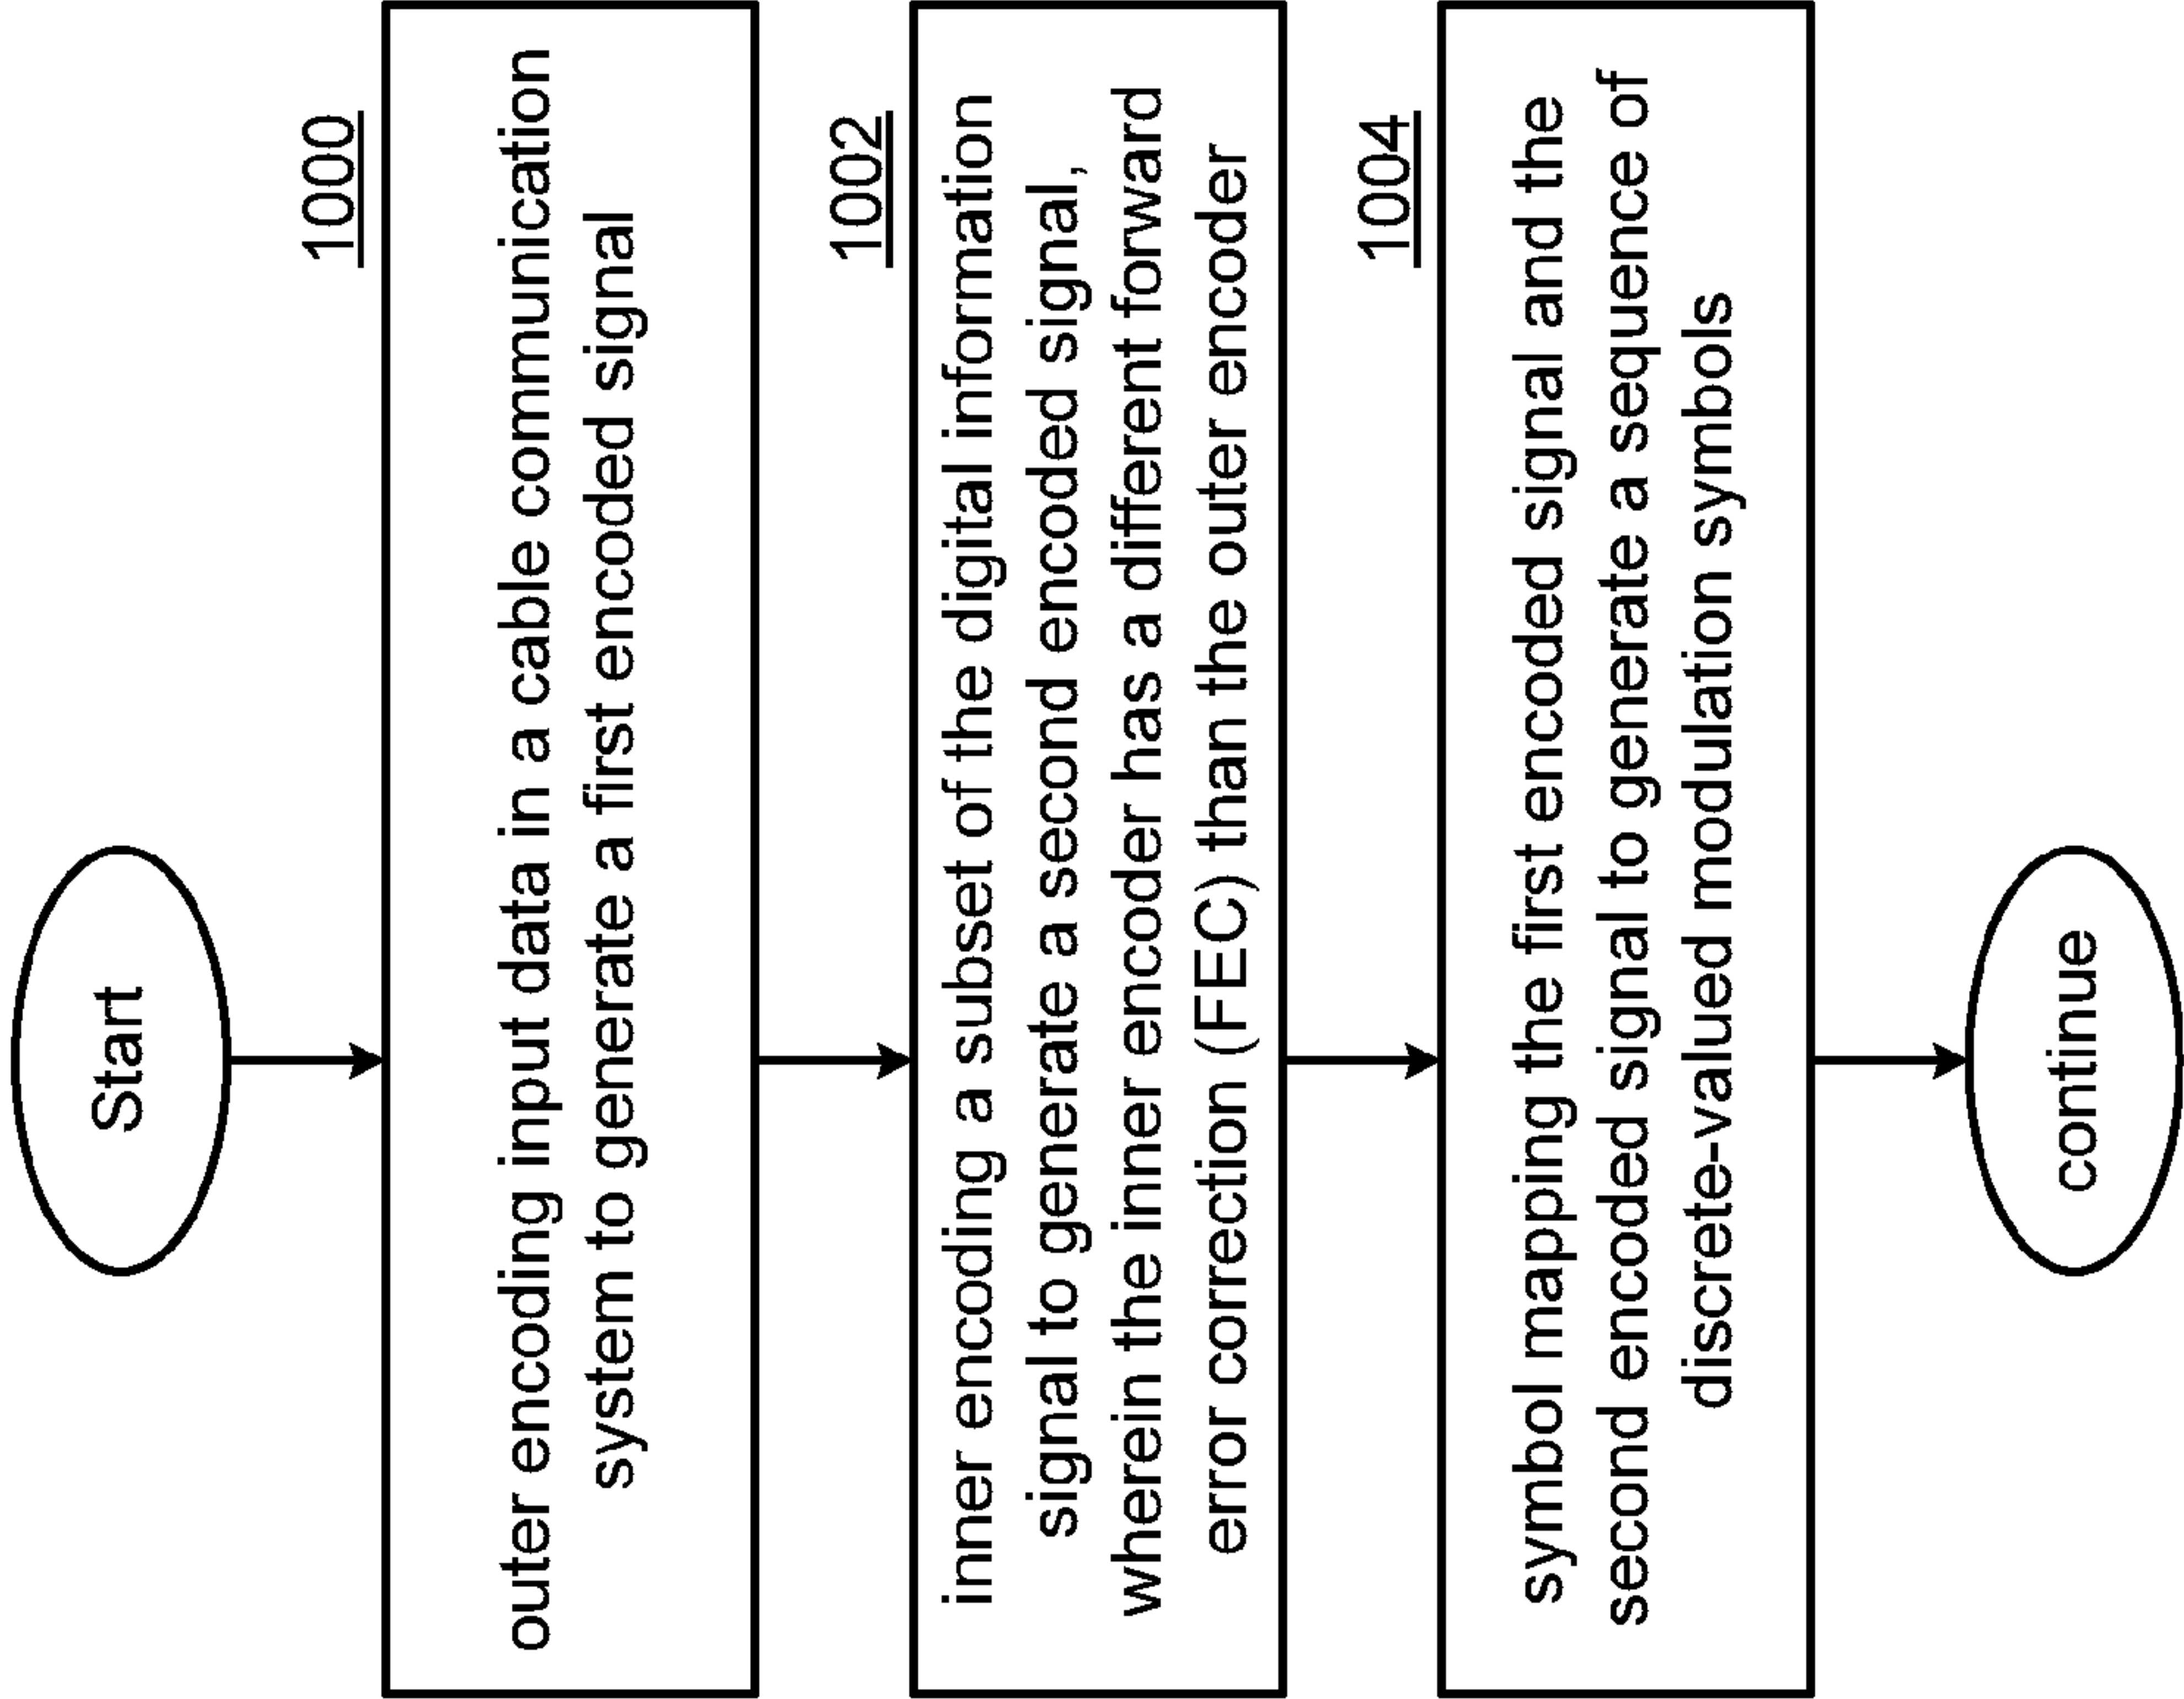 Start
1000
outer encoding input data in a cable communication
system to generate a first encoded signal
1002
inner encoding a subset of the digital information
signal to generate a second encoded signal,
wherein the inner encoder has a different forward
error correction (FEC) than the outer encoder
1004
symbol mapping the first encoded signal and the
second encoded signal to generate a sequence of
discrete-valued modulation symbols
continue